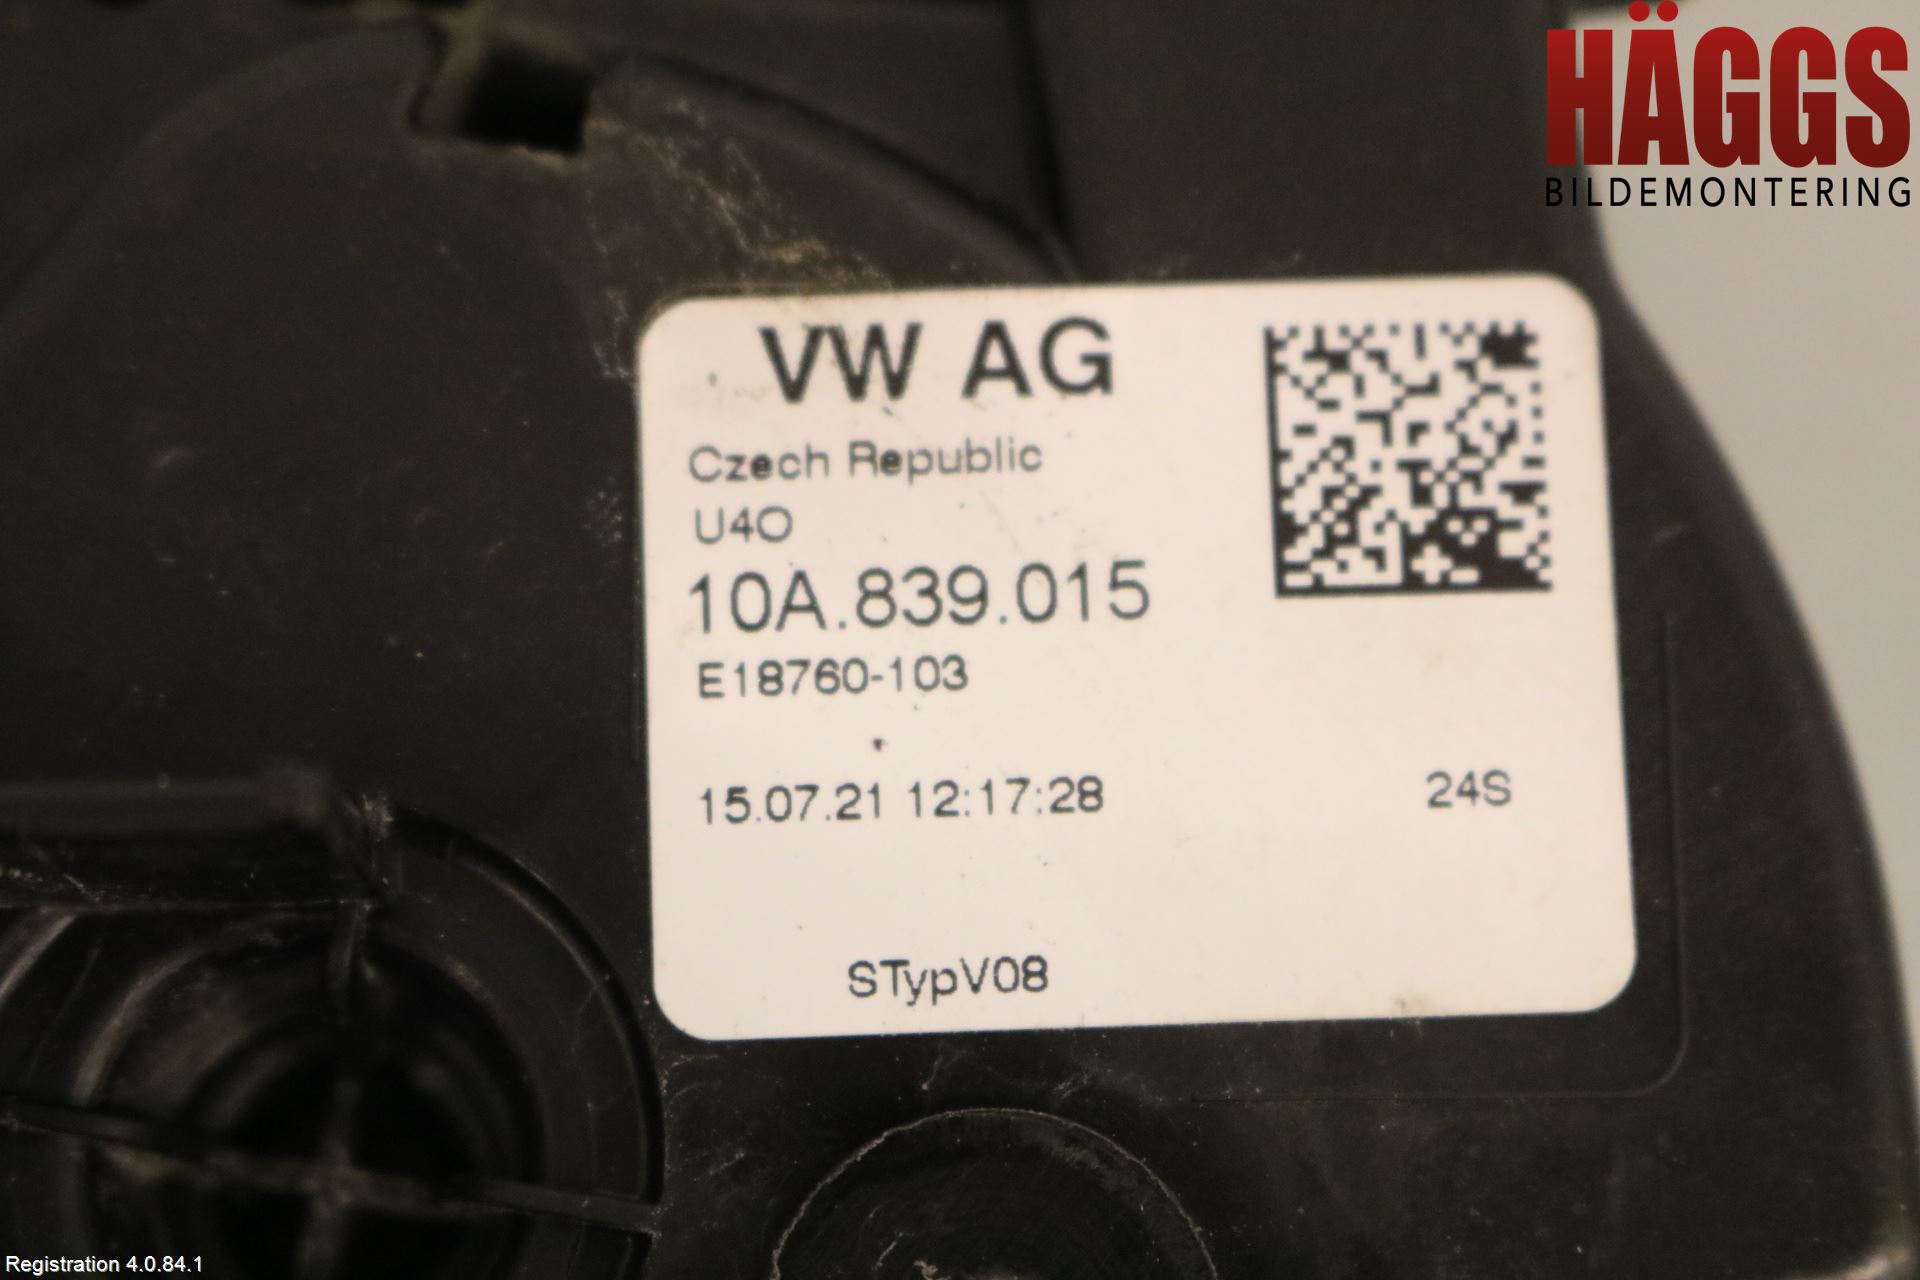 HÄGGS
BILDEMONTERING
VW AG
Czech Republic
U4O
10A.839.015
E18760-103
15.07.21 12:17:28 24S
STypV08
Registration 4.0.84.1